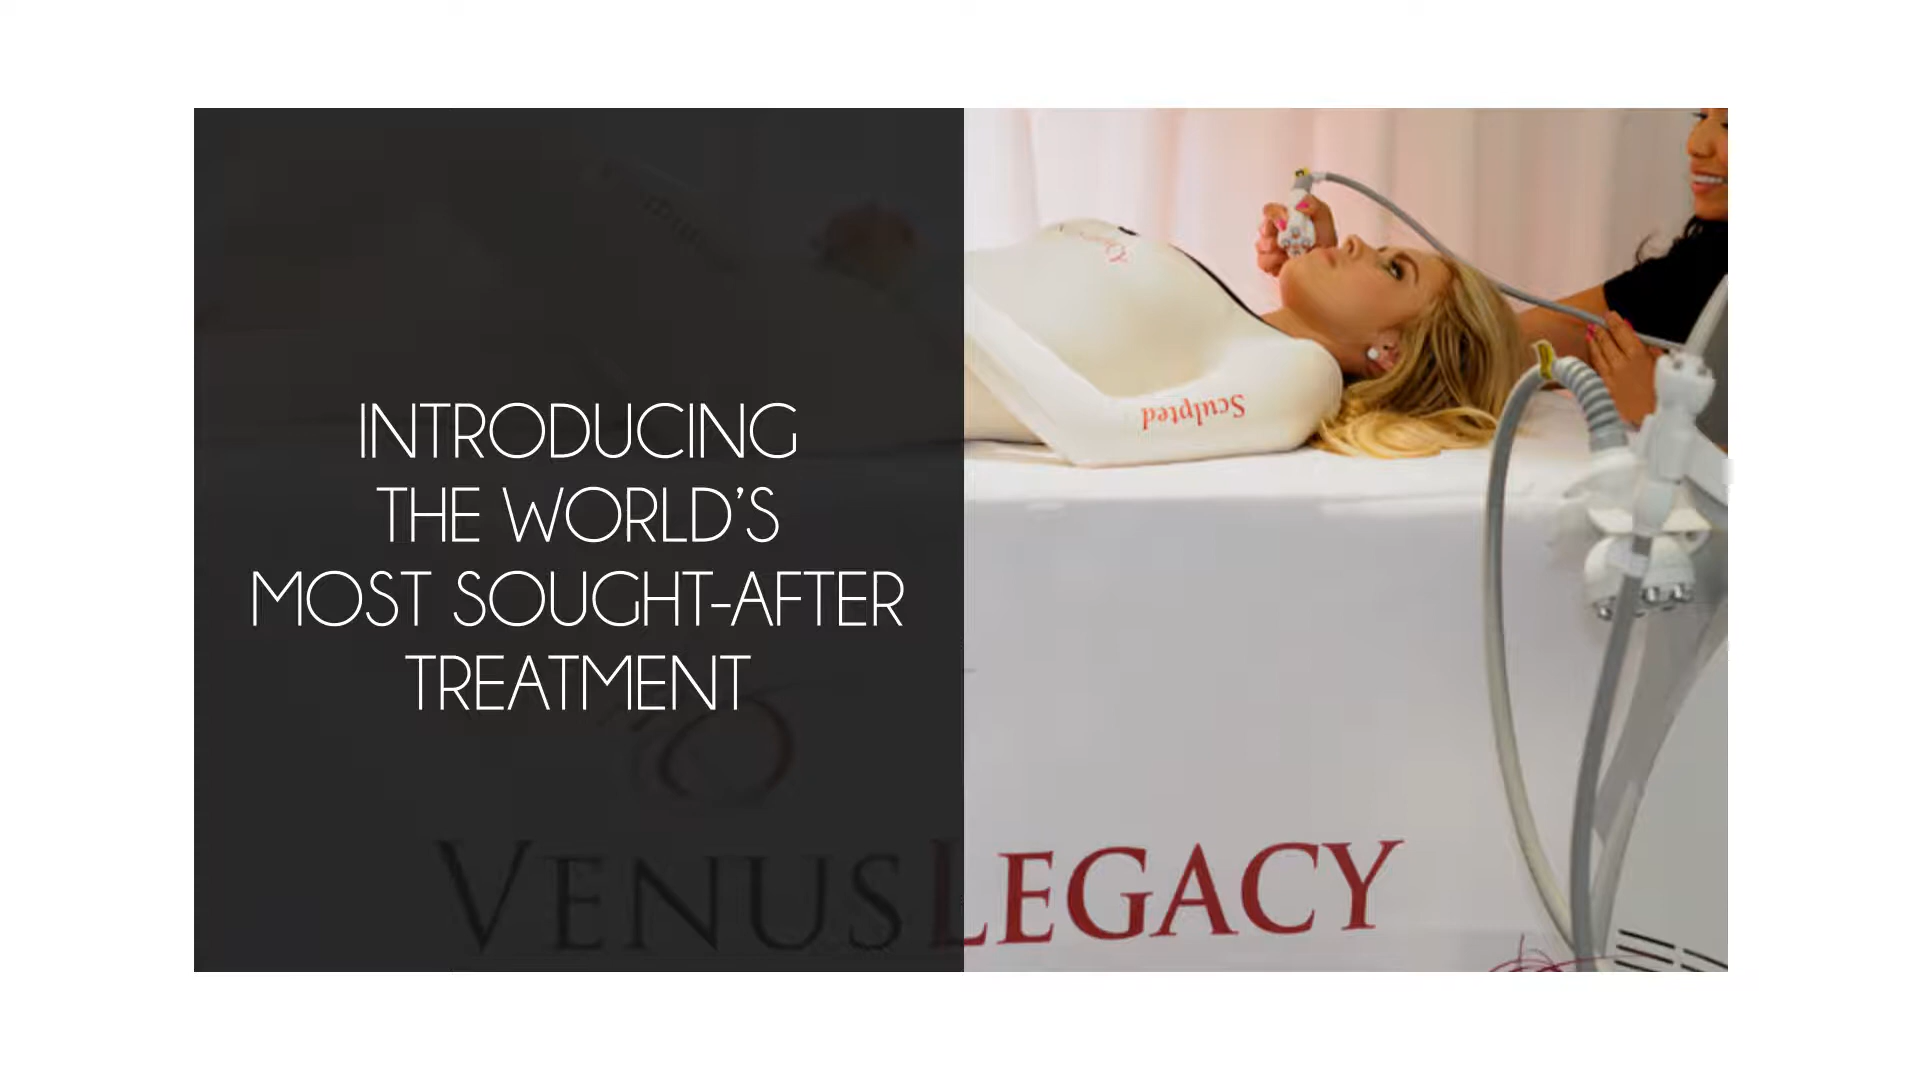 INTRODUCING
THE WORLD'S
MOST SOUGHT-AFTER
TREATMENT
Sculpted
VENUS LEGACY